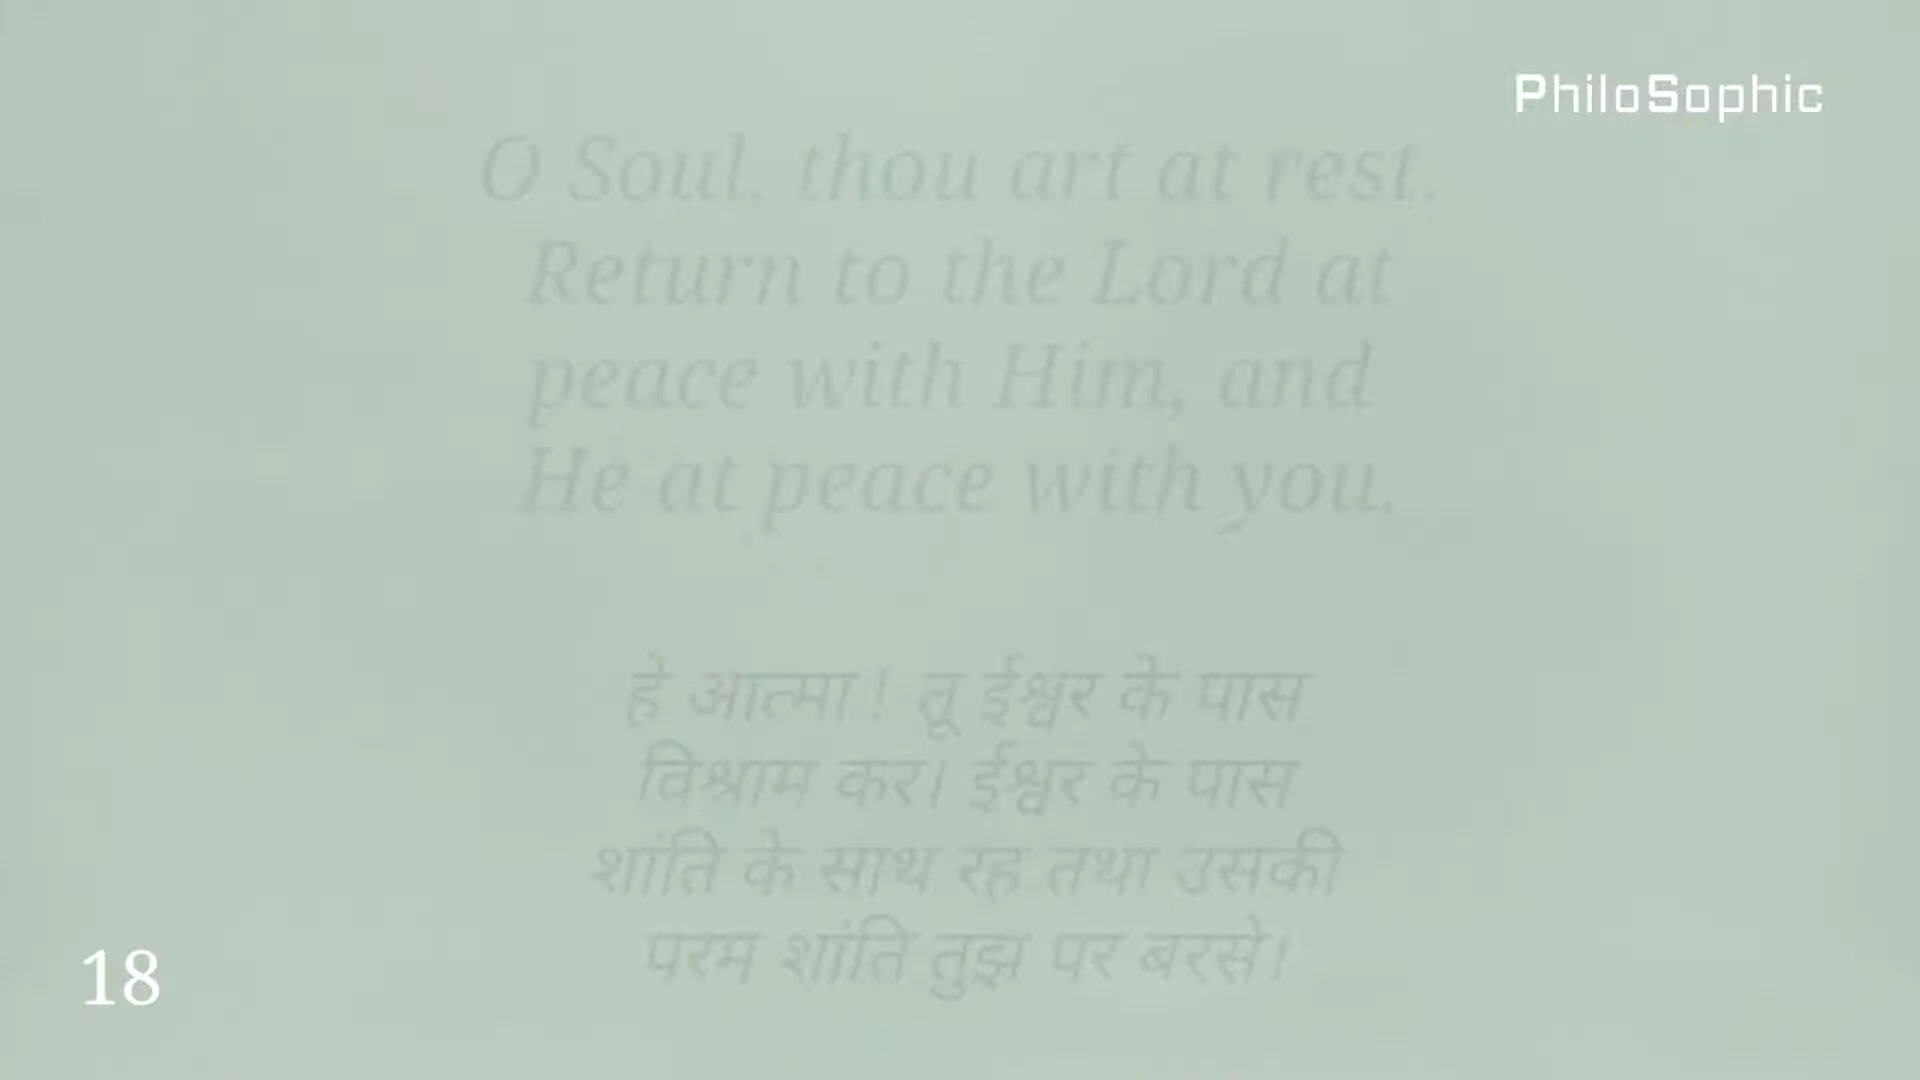 PhiloSophic
O Soul, thou art at rest.
Return to the Lord at
peace with Him, and
He at peace with you.
हे आत्मा ! तू ईश्वर के पास
विश्राम कर। ईश्वर के पास
शांति के साथ रह तथा उसकी
परम शांति तुझ पर बरसे।
18